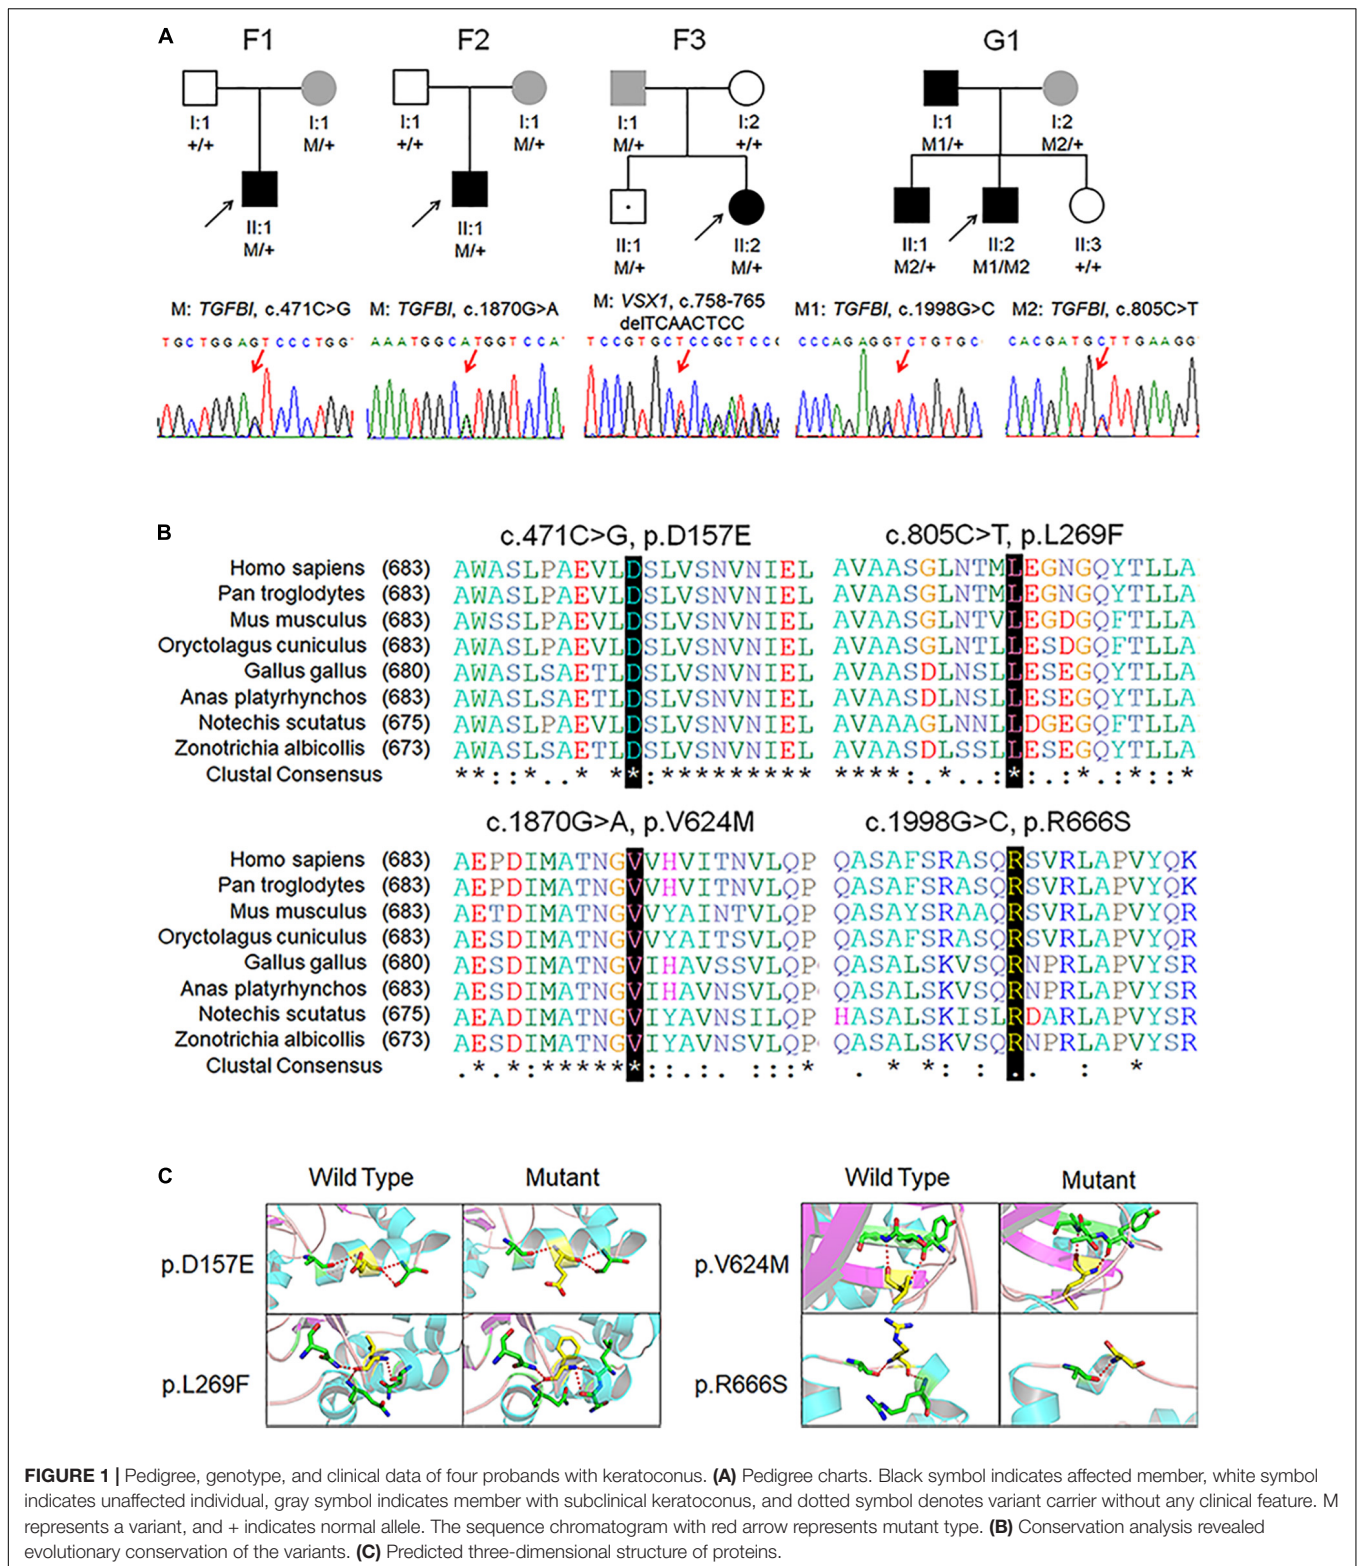 A
F1 F2 F3 G1
I:1 I:1 I:1 I:1 I:1 I:2 I:1 I:2
+/+ M/+ +/+ M/+ M/+ +/+ M1/+ M2/+
II:1 II:1 II:1 II:2 II:1 II:2 II:3
M/+ M/+ M/+ M/+ M2/+ M1/M2 +/+
M: TGFBI, c.471C>G M: TGFBI, c.1870G>A M: VSX1, c.758-765 M1: TGFBI, c.1998G>C M2: TGFBI, c.805C>T
delTCAACTCC
TGCTGGAGTCCCTGG AAATGGCATGGTCCA TCCGTGCTCCGCTCC CCCAGAGGTCTGTGC CACGATGCTTGAAGG
B
c.471C>G, p.D157E c.805C>T, p.L269F
Homo sapiens (683) AWASLPAEVLDSLVSNVNIEL AVAASGLNTMLEGNGQYTLLA
Pan troglodytes (683) AWASLPAEVLDSLVSNVNIEL AVAASGLNTMLEGNGQYTLLA
Mus musculus (683) AWSSLPAEVLDSLVSNVNIEL AVAASGLNTVLEGDGQFTLLA
Oryctolagus cuniculus (683) AWASLPAEVLDSLVSNVNIEL AVAASGLNTLLESDGQFTLLA
Gallus gallus (680) AWASLSAETLDSLVSNVNIEL AVAASDLNSLLESEGQYTLLA
Anas platyrhynchos (683) AWASLSAETLDSLVSNVNIEL AVAASDLNSLLESEGQYTLLA
Notechis scutatus (675) AWASLPAEVLDSLVSNVNIEL AVAAAGLNNLLDGEGQFTLLA
Zonotrichia albicollis (673) AWASLSAETLDSLVSNVNIEL AVAASDLSSLLESEGQYTLLA
Clustal Consensus **::*..* **:************ ****:.*..:*:..:*.:*::*
c.1870G>A, p.V624M c.1998G>C, p.R666S
Homo sapiens (683) AEPDIMATNGVVHVITNVLQP QASAFSRASQRSVRLAPVYQK
Pan troglodytes (683) AEPDIMATNGVVHVITNVLQP QASAFSRASQRSVRLAPVYQK
Mus musculus (683) AETDIMATNGVVYAINTVLQP QASAYSRAAQRSVRLAPVYQR
Oryctolagus cuniculus (683) AESDIMATNGVVYAITSVLQP QASAFSRASQRSVRLAPVYQR
Gallus gallus (680) AESDIMATNGVIHAVSSVLQP QASALSKVSQRNPRLAPVYSR
Anas platyrhynchos (683) AESDIMATNGVIHAVNSVLQP QASALSKVSQRNPRLAPVYSR
Notechis scutatus (675) AEADIMATNGVIYAVNSILQP HASALSKISLRDARLAPVYSR
Zonotrichia albicollis (673) AESDIMATNGVIYAVNSVLQP QASALSKVSQRNPRLAPVYSR
Clustal Consensus .*.*:******::.:. :::* . * *: : . . : *
C
Wild Type Mutant Wild Type Mutant
p.D157E p.V624M
p.L269F p.R666S
FIGURE 1 | Pedigree, genotype, and clinical data of four probands with keratoconus. (A) Pedigree charts. Black symbol indicates affected member, white symbol
indicates unaffected individual, gray symbol indicates member with subclinical keratoconus, and dotted symbol denotes variant carrier without any clinical feature. M
represents a variant, and + indicates normal allele. The sequence chromatogram with red arrow represents mutant type. (B) Conservation analysis revealed
evolutionary conservation of the variants. (C) Predicted three-dimensional structure of proteins.